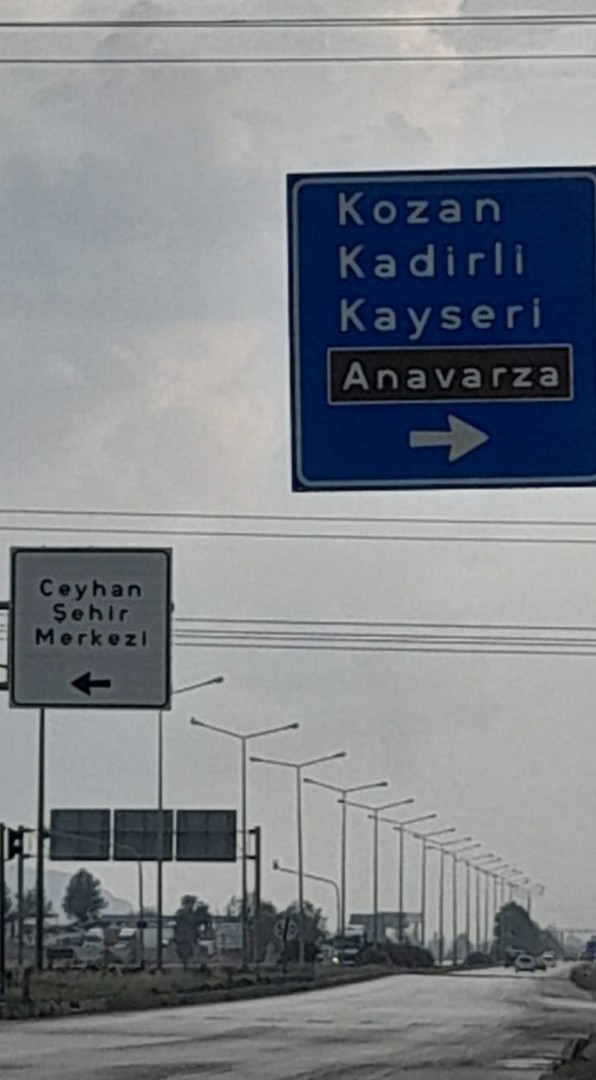 Kozan
Kadirli
Kayseri
Anavarza
Ceyhan
Şehir
Merkezi